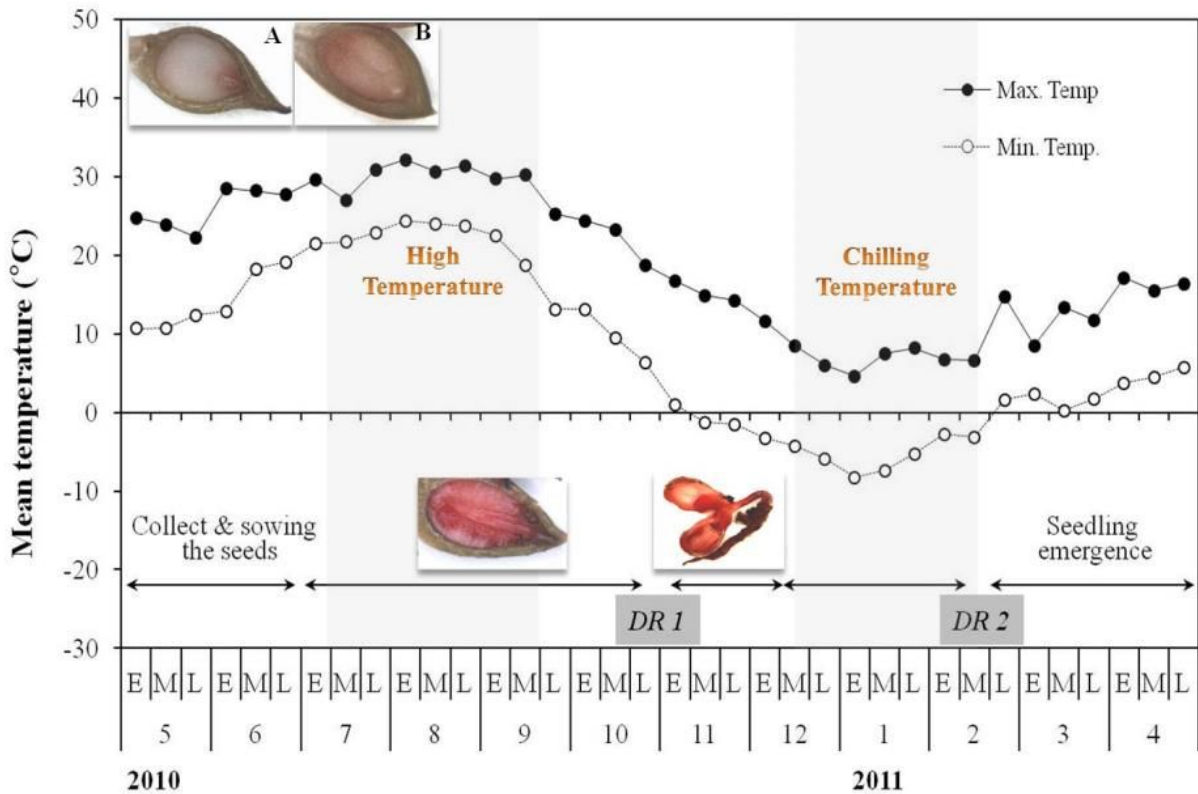 50
A
B
40
Max. Temp
Min. Temp.
30
20
High
Temperature
Chilling
Temperature
10
0
Mean temperature (°C)
-10
Collect & sowing
the seeds
Seedling
emergence
-20
DR 1
DR 2
-30
E M L E M L E M L E M L E M L E M L E M L E M L E M L E M L E M L E M L
5 6 7 8 9 10 11 12 1 2 3 4
2010 2011